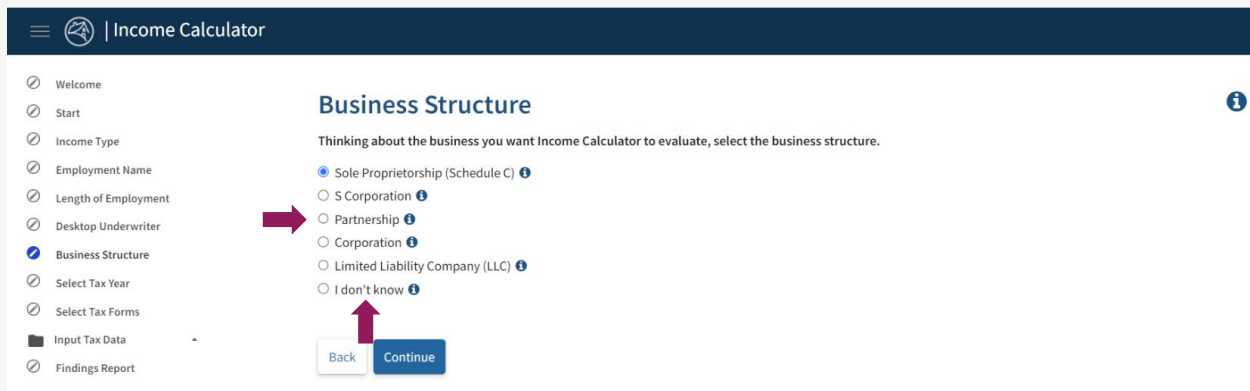 | Income Calculator
Welcome
Start
Income Type
Employment Name
Length of Employment
Desktop Underwriter
Business Structure
Select Tax Year
Select Tax Forms
Input Tax Data
Findings Report
Business Structure
Thinking about the business you want Income Calculator to evaluate, select the business structure.
Sole Proprietorship (Schedule C)
S Corporation
Partnership
Corporation
Limited Liability Company (LLC)
I don't know
Back
Continue